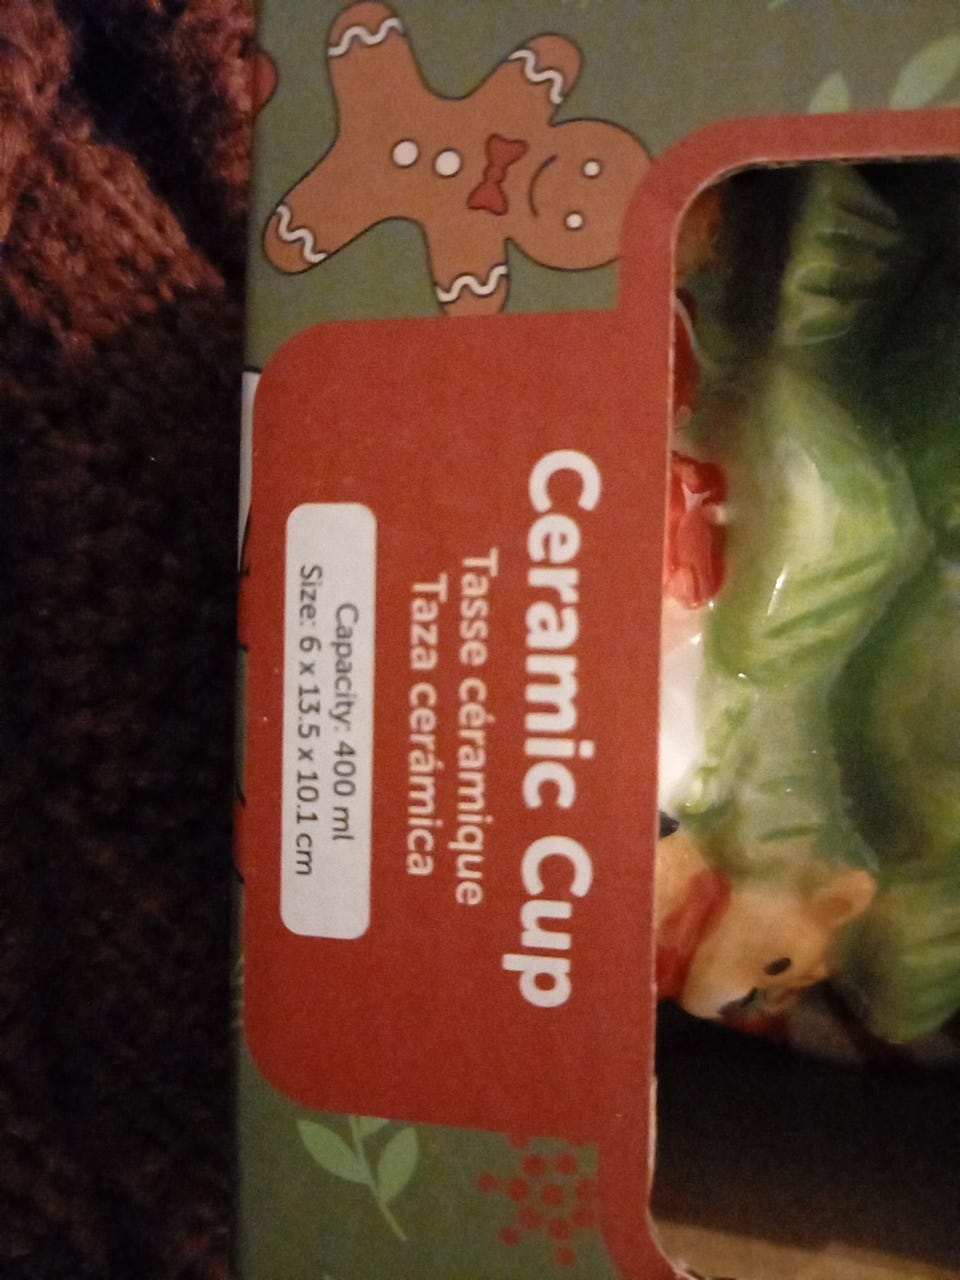 Ceramic Cup
Tasse céramique
Taza cerámica
Capacity: 400 ml
Size: 6 x 13.5 x 10.1 cm